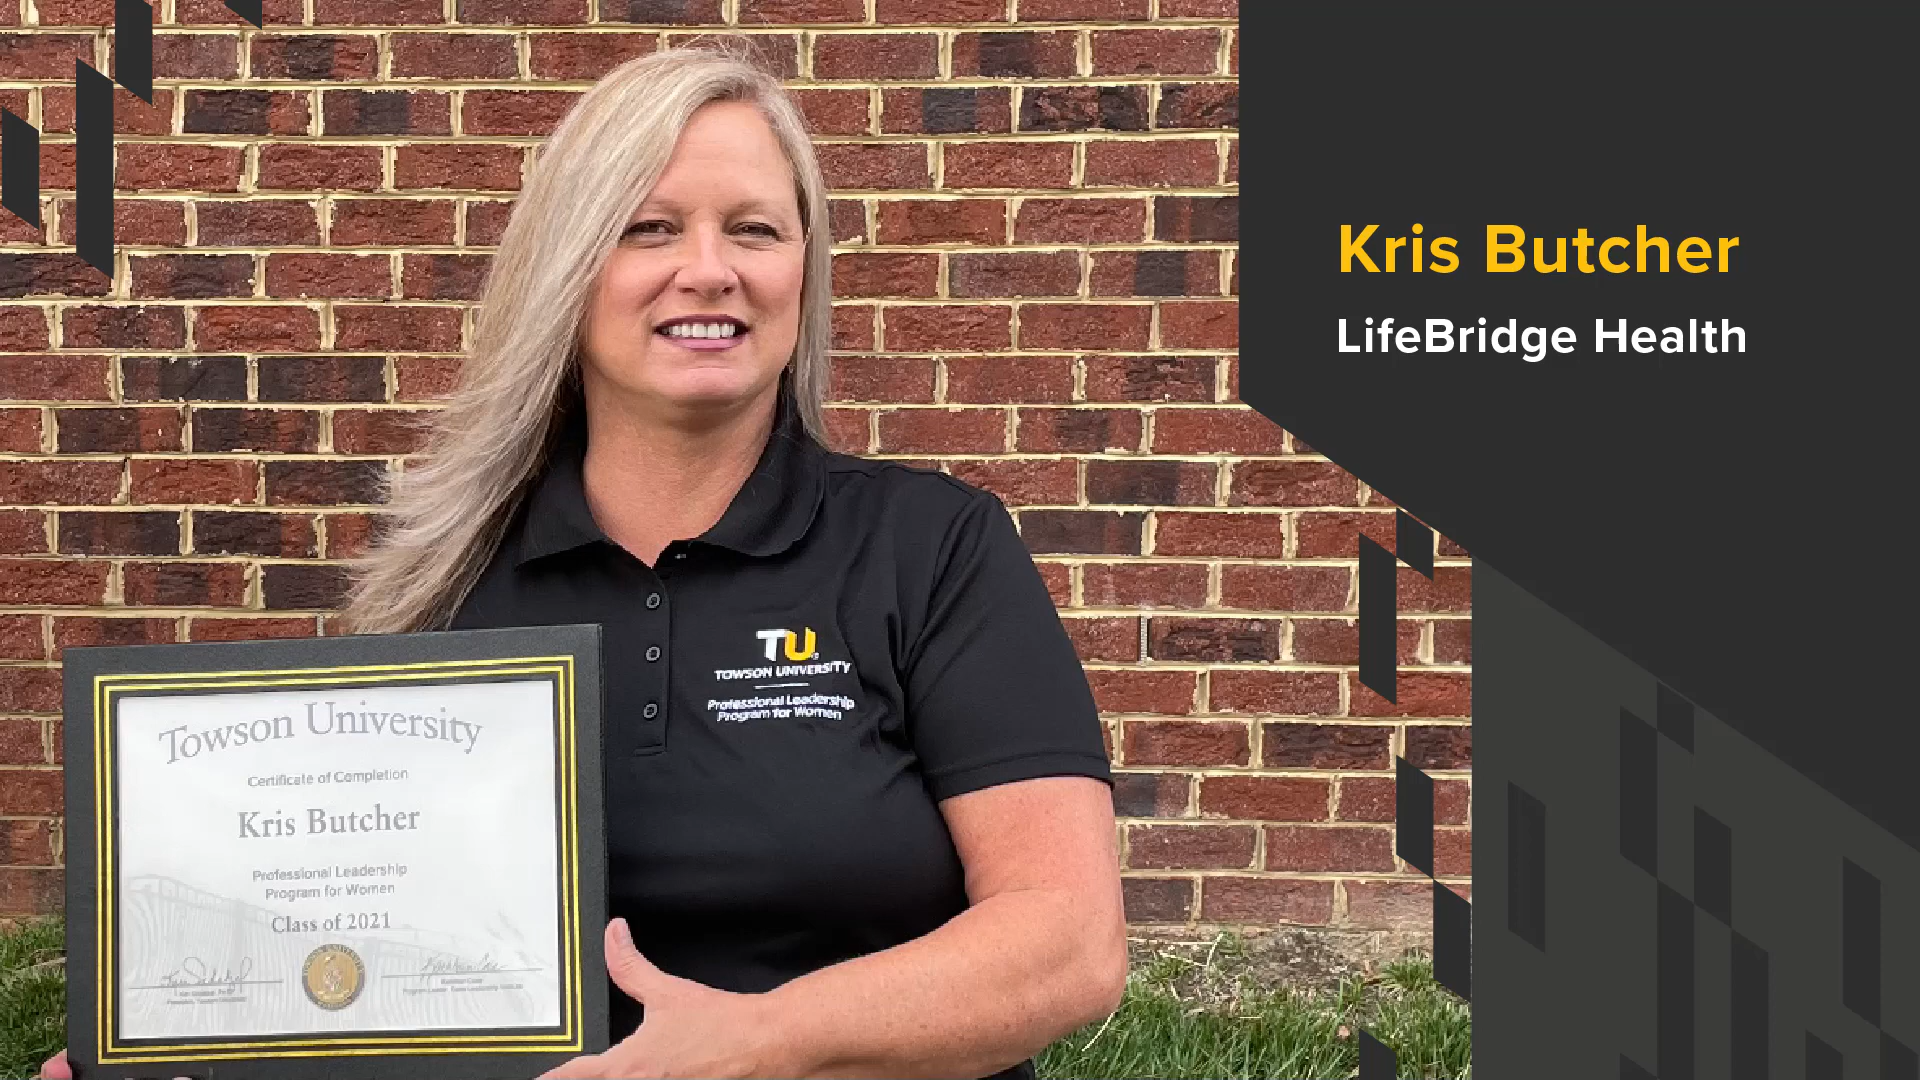 Kris Butcher
LifeBridge Health
TU
TOWSON UNIVERSITY
Professional Leadership
Program for Women
Towson University
Certificate of Completion
Kris Butcher
Professional Leadership
Program for Women
Class of 2021